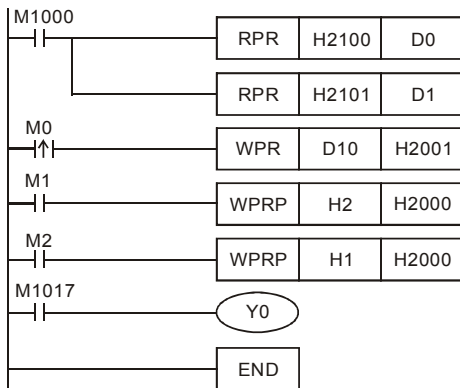 M1000
RPR H2100 D0
RPR H2101 D1
M0
WPR D10 H2001
M1
WPRP H2 H2000
M2
WPRP H1 H2000
M1017
Y0
END